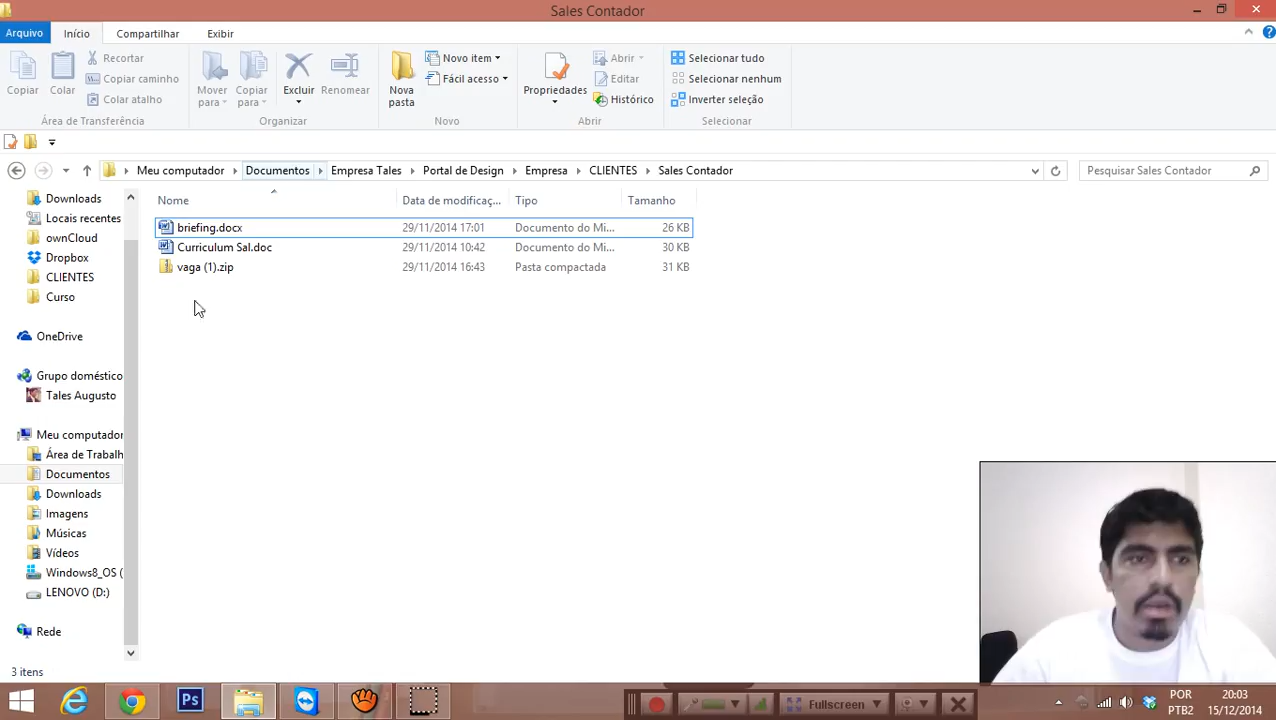 Sales Contador
Arquivo Início Compartilhar Exibir
Copiar Colar Recortar Copiar caminho Colar atalho
Mover para Copiar para Excluir Renomear
Nova pasta Novo item Fácil acesso
Propriedades Abrir Editar Histórico
Selecionar tudo Selecionar nenhum Inverter seleção
Área de Transferência Organizar Novo Abrir Selecionar
Meu computador Documentos Empresa Tales Portal de Design Empresa CLIENTES Sales Contador Pesquisar Sales Contador
Nome Data de modificaç... Tipo Tamanho
briefing.docx 29/11/2014 17:01 Documento do Mi... 26 KB
Curriculum Sal.doc 29/11/2014 10:42 Documento do Mi... 30 KB
vaga (1).zip 29/11/2014 16:43 Pasta compactada 31 KB
Downloads
Locais recentes
ownCloud
Dropbox
CLIENTES
Curso
OneDrive
Grupo doméstico
Tales Augusto
Meu computador
Área de Trabalh
Documentos
Downloads
Imagens
Músicas
Vídeos
Windows8_OS (
LENOVO (D:)
Rede
3 itens
Ps
Fullscreen
POR
PTB2
20:03
15/12/2014